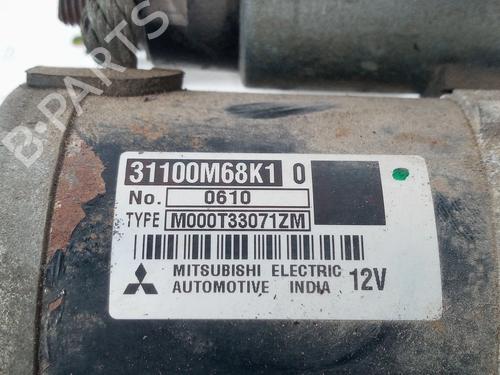 31100M68K1 0
No. 0610
TYPE M000T33071ZM
MITSUBISHI ELECTRIC
AUTOMOTIVE INDIA 12V
B-PARTS